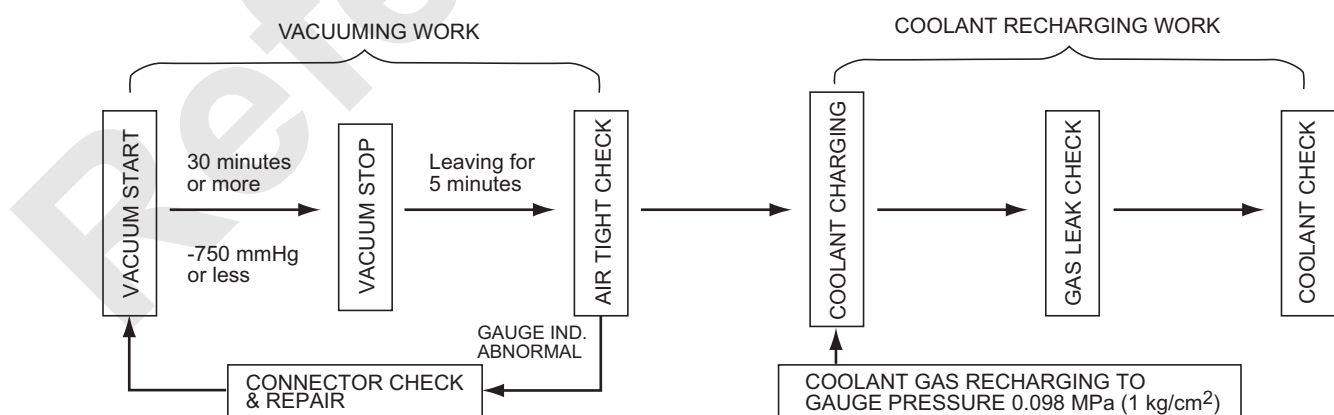 VACUUMING WORK
COOLANT RECHARGING WORK
VACUUM START
30 minutes
or more
-750 mmHg
or less
VACUUM STOP
Leaving for
5 minutes
AIR TIGHT CHECK
COOLANT CHARGING
GAS LEAK CHECK
COOLANT CHECK
GAUGE IND.
ABNORMAL
CONNECTOR CHECK
& REPAIR
COOLANT GAS RECHARGING TO
GAUGE PRESSURE 0.098 MPa (1 kg/cm2)
Refe